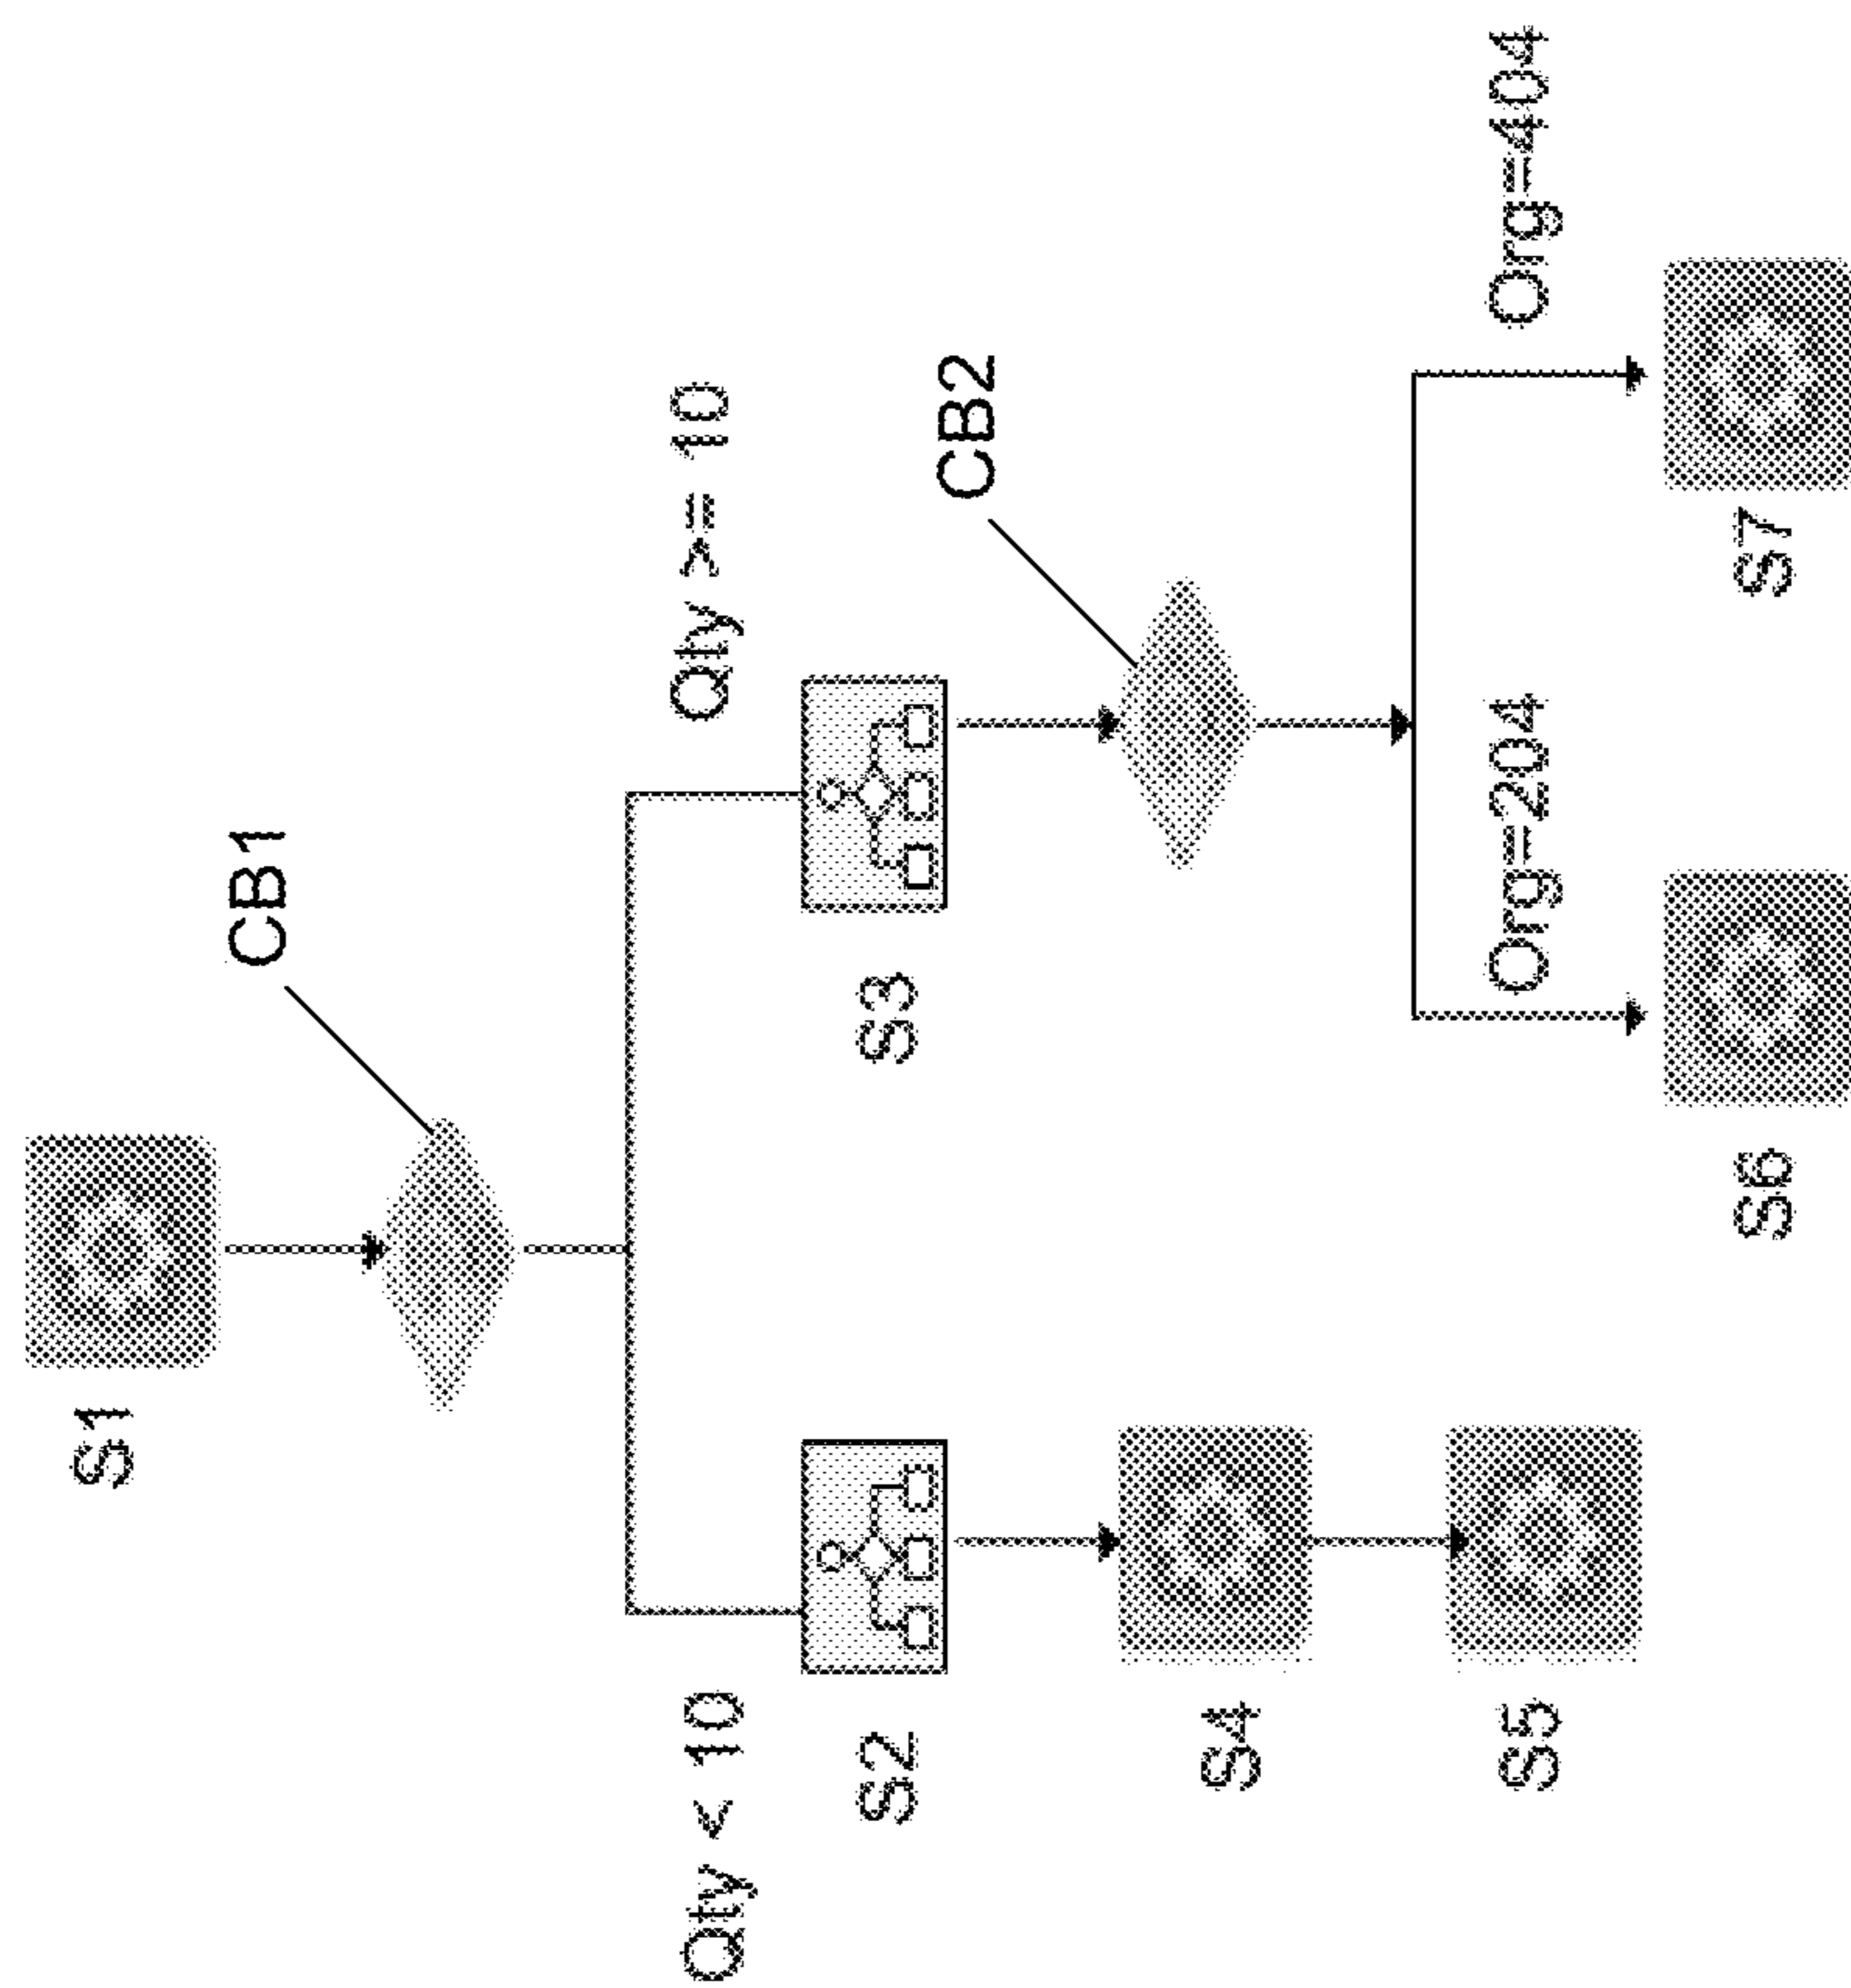 S1
CB1
Qty < 10
Qty >= 10
S2
S3
CB2
S4
S5
Org=204
Org=404
S6
S7